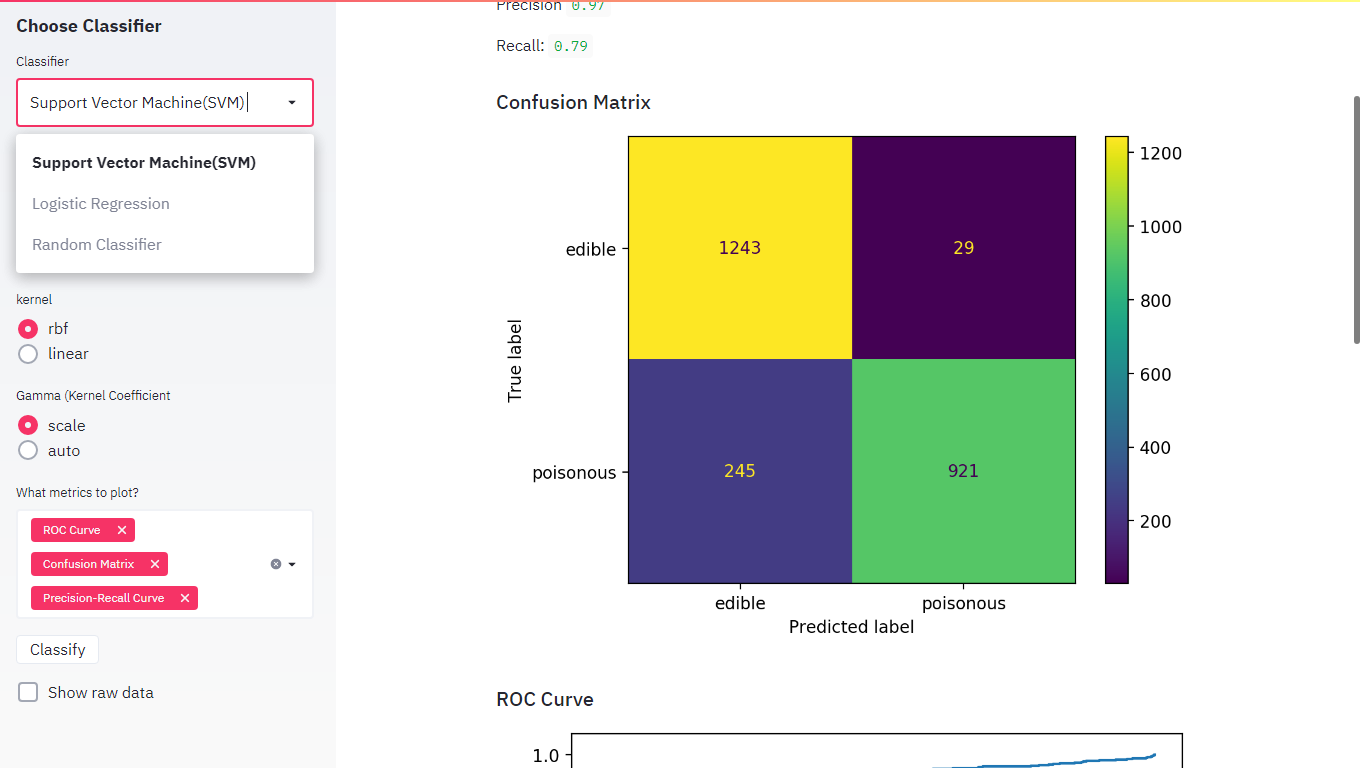 Choose Classifier
Classifier
Support Vector Machine(SVM)
Support Vector Machine(SVM)
Logistic Regression
Random Classifier
kernel
rbf
linear
Gamma (Kernel Coefficient
scale
auto
What metrics to plot?
ROC Curve
Confusion Matrix
Precision-Recall Curve
Classify
Show raw data
Precision 0.97
Recall: 0.79
Confusion Matrix
True label
edible
poisonous
1243 29
245 921
edible poisonous
Predicted label
1200
1000
800
600
400
200
ROC Curve
1.0